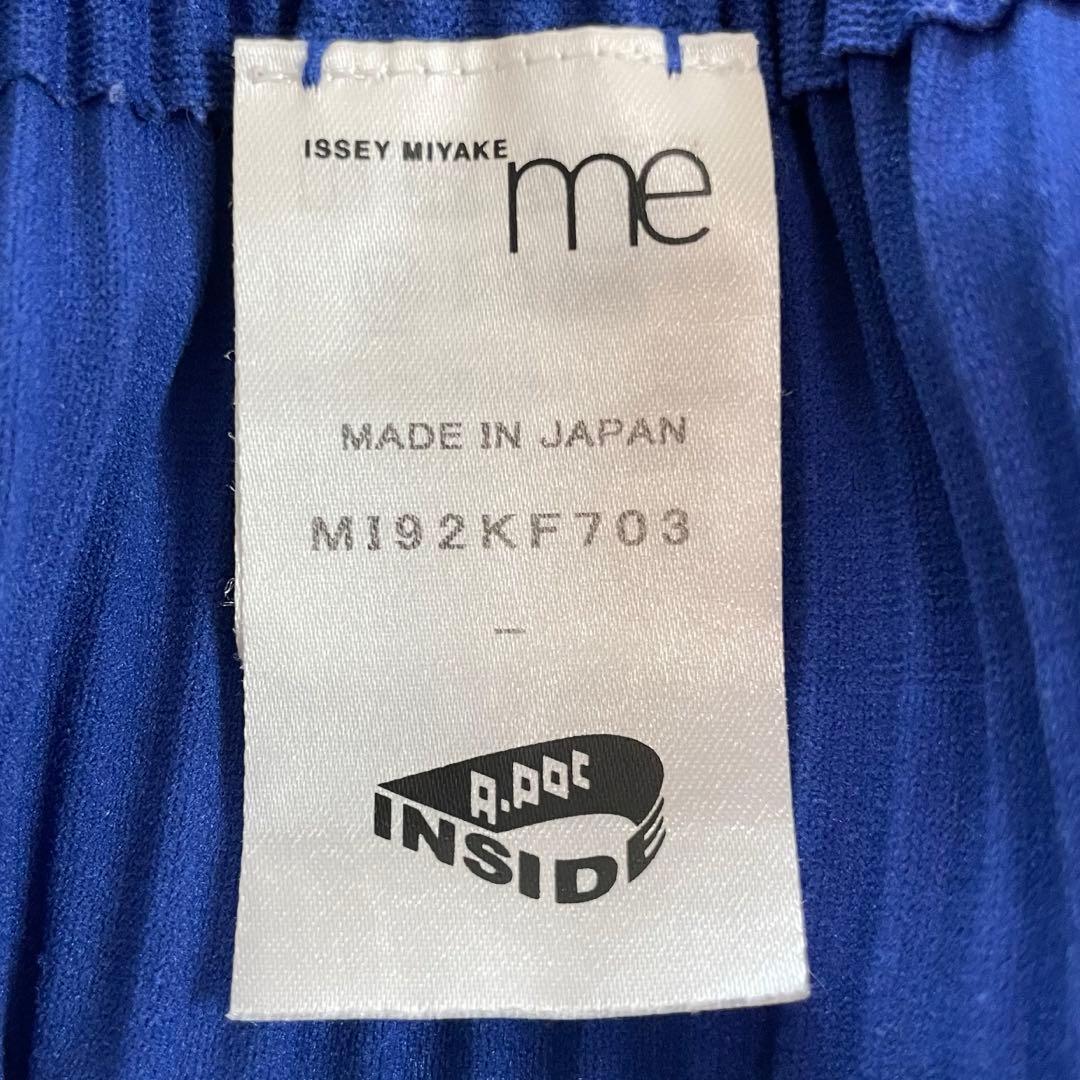 ISSEY MIYAKE me
MADE IN JAPAN
MI92KF703
-
A.POC
INSIDE